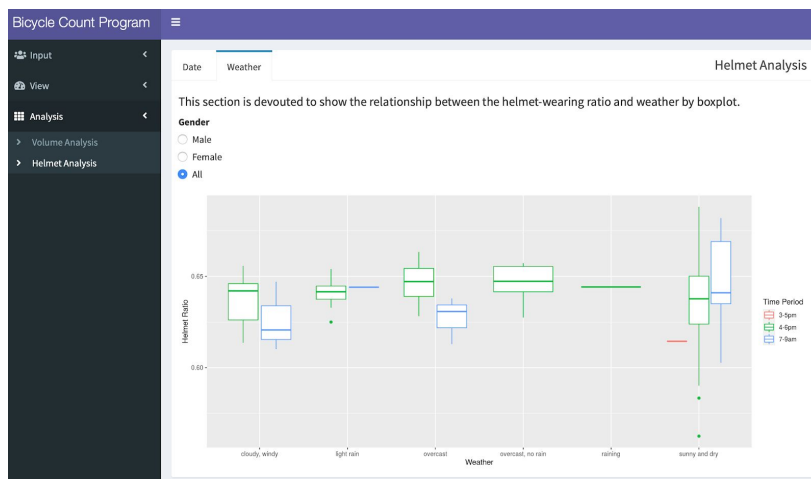 Bicycle Count Program
Input
View
Analysis
Volume Analysis
Helmet Analysis
Date
Weather
Helmet Analysis
This section is devouted to show the relationship between the helmet-wearing ratio and weather by boxplot.
Gender
Male
Female
All
Helmet Ratio
0.65
0.60
cloudy, windy
light rain
overcast
overcast, no rain
raining
sunny and dry
Weather
Time Period
3-5pm
4-6pm
7-9am